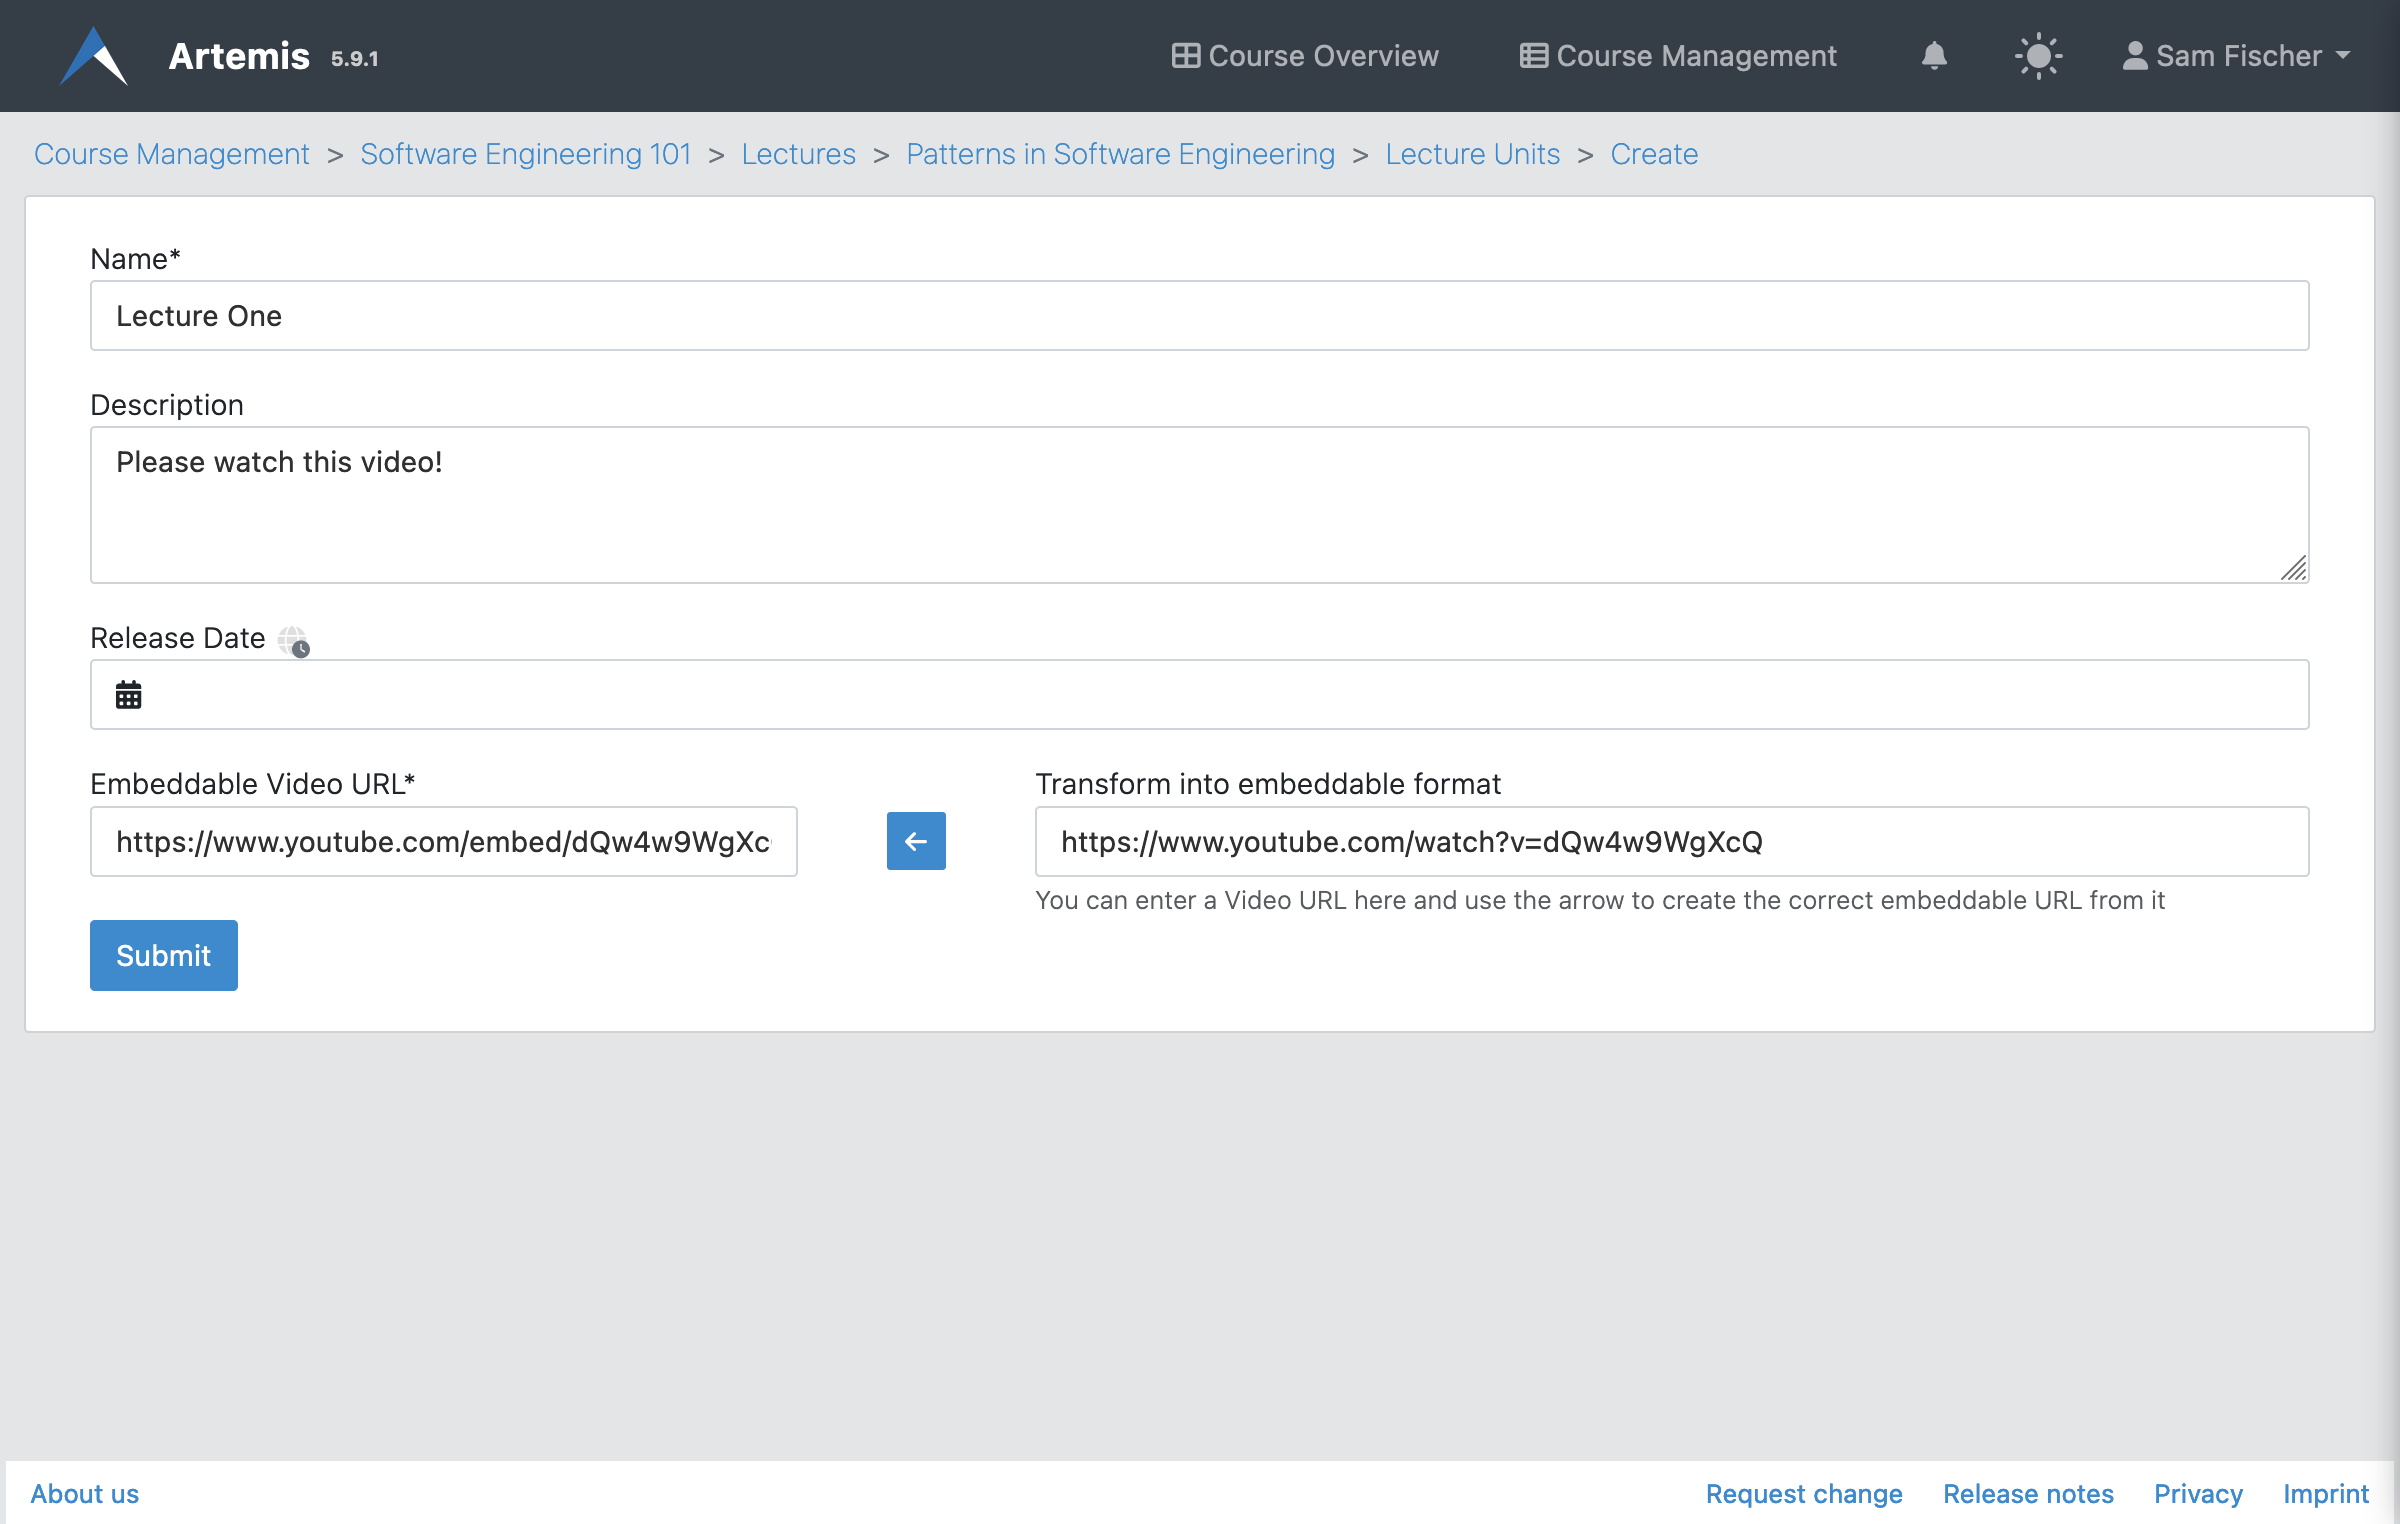 Artemis 5.9.1 Course Overview Course Management Sam Fischer
Course Management > Software Engineering 101 > Lectures > Patterns in Software Engineering > Lecture Units > Create
Name*
Lecture One
Description
Please watch this video!
Release Date
Embeddable Video URL* Transform into embeddable format
https://www.youtube.com/embed/dQw4w9WgXc https://www.youtube.com/watch?v=dQw4w9WgXcQ
You can enter a Video URL here and use the arrow to create the correct embeddable URL from it
Submit
About us Request change Release notes Privacy Imprint